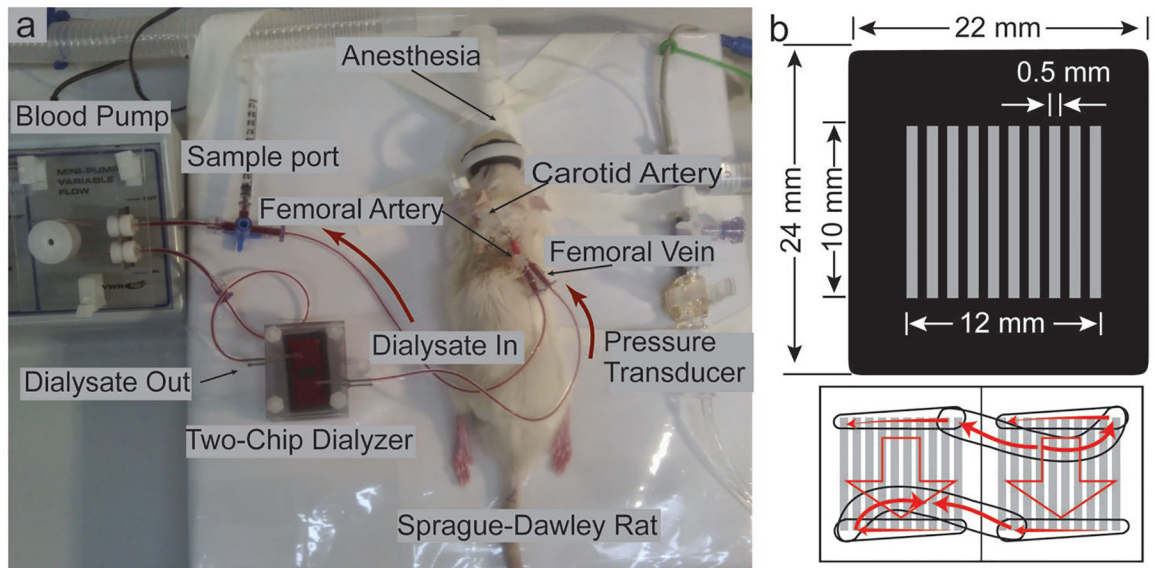 a
Anesthesia
Blood Pump
MINI-PUMP
VARIABLE
FLOW
Sample port
Carotid Artery
Femoral Artery
Femoral Vein
Dialysate In
Pressure
Transducer
Dialysate Out
Two-Chip Dialyzer
Sprague-Dawley Rat
b
22 mm
0.5 mm
24 mm
10 mm
12 mm